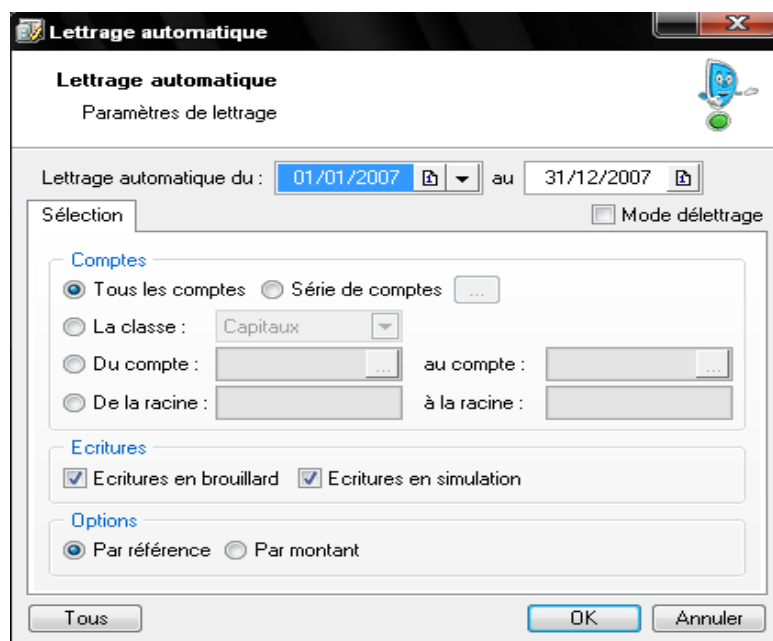 Lettrage automatique
Lettrage automatique
Paramètres de lettrage
Lettrage automatique du : 01/01/2007 au 31/12/2007
Sélection Mode délettrage
Comptes
Tous les comptes Série de comptes ...
La classe : Capitaux
Du compte : ... au compte : ...
De la racine : à la racine :
Ecritures
Ecritures en brouillard Ecritures en simulation
Options
Par référence Par montant
Tous OK Annuler